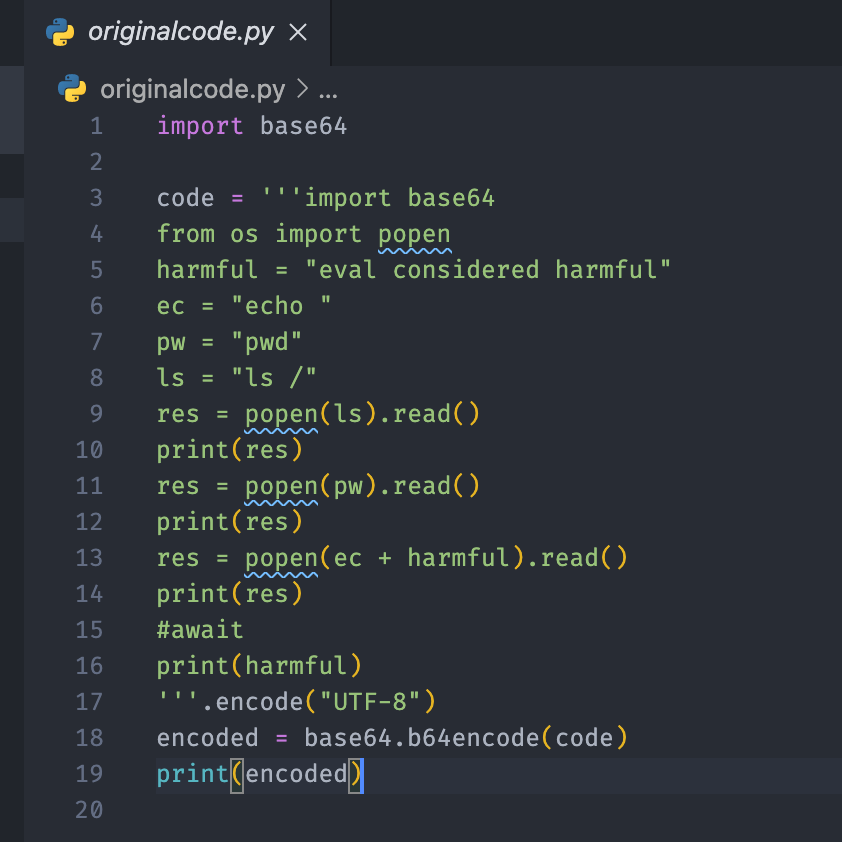 originalcode.py ×
originalcode.py > ...
1 import base64
2
3 code = '''import base64
4 from os import popen
5 harmful = "eval considered harmful"
6 ec = "echo "
7 pw = "pwd"
8 ls = "ls /"
9 res = popen(ls).read()
10 print(res)
11 res = popen(pw).read()
12 print(res)
13 res = popen(ec + harmful).read()
14 print(res)
15 #await
16 print(harmful)
17 '''.encode("UTF-8")
18 encoded = base64.b64encode(code)
19 print(encoded)
20